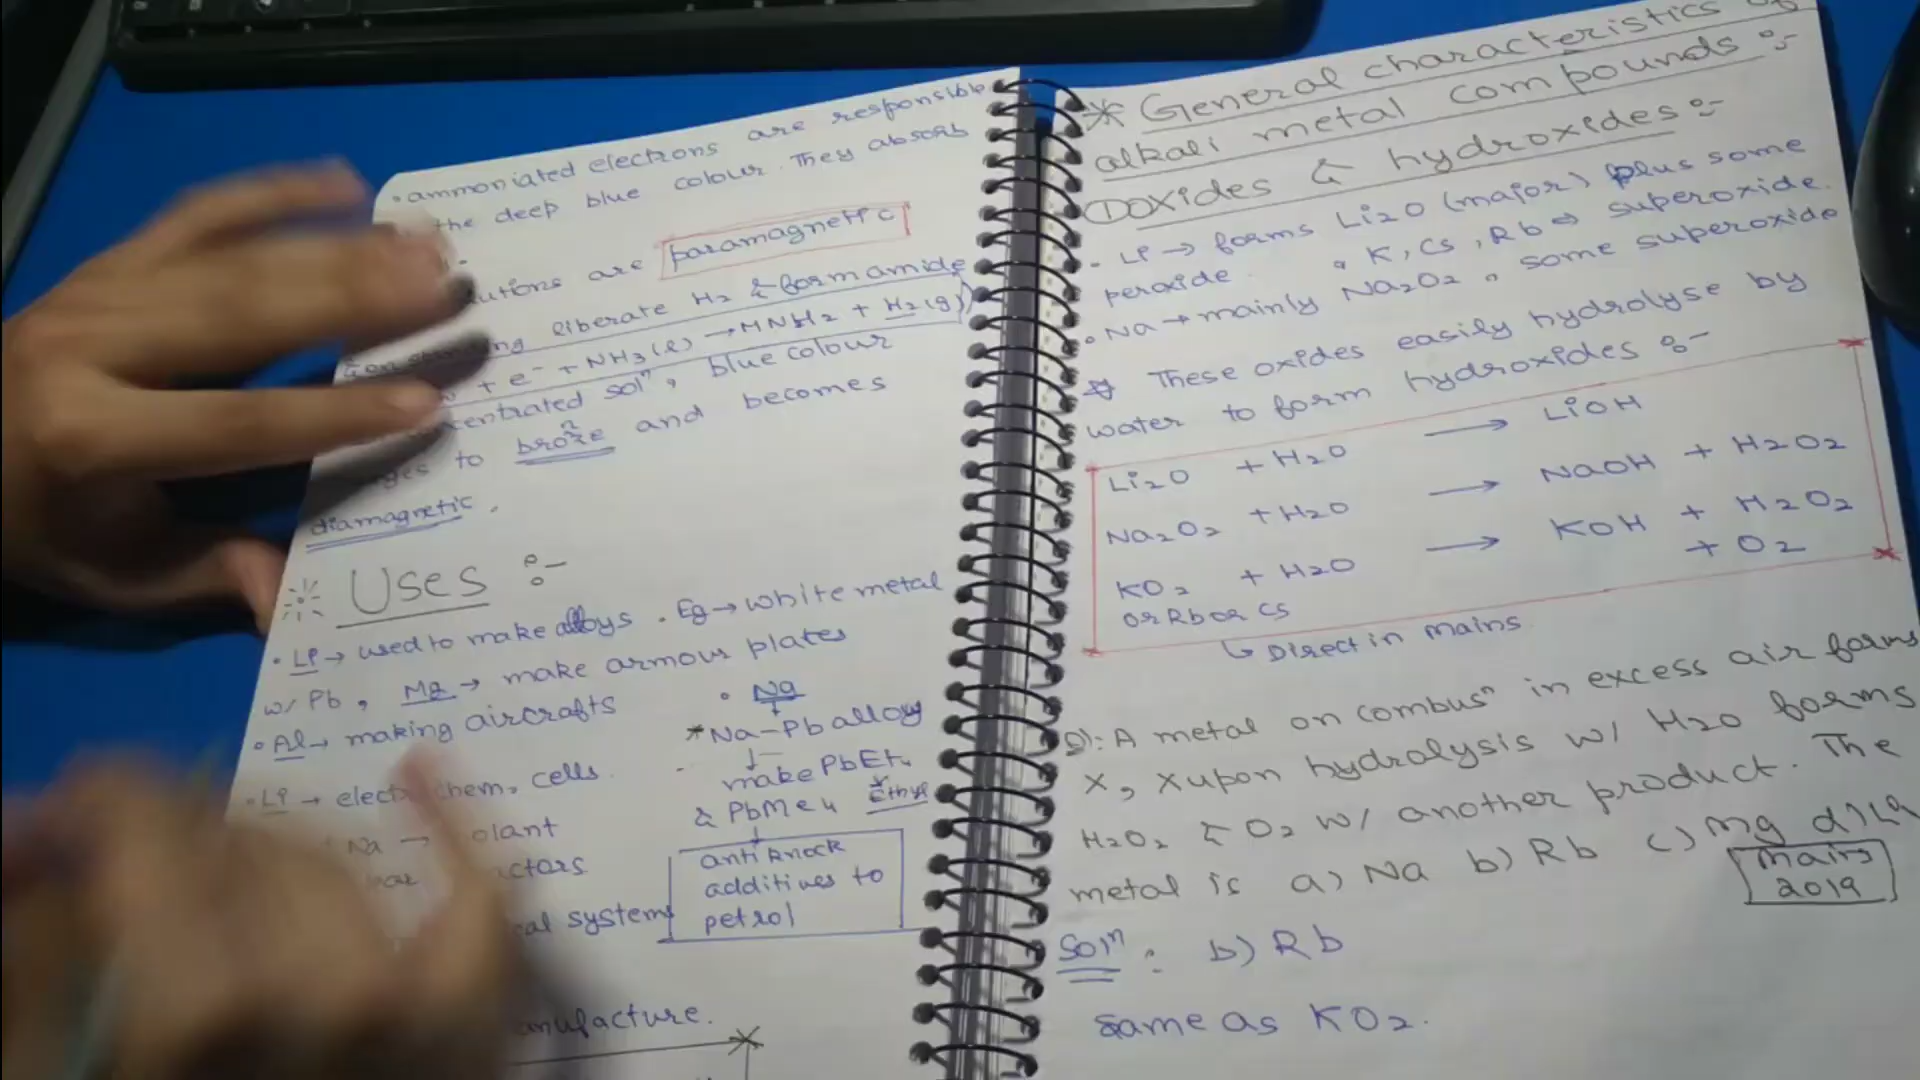 • ammoniated electrons are responsible
the deep blue colour. They absorb
utions are paramagnetic
liberate H2 & form amide
+ e- + NH3(l) → MNH2 + H2(g)
centrated solⁿ, blue colour
ges to bronze and becomes
diamagnetic.
Uses :-
• Li → used to make alloys. Eg → white metal
w/ Pb, Mg → make armour plates
• Al → making aircrafts
• Li → electrochem. cells.
Na → olant
ctors
cal systems
• Na
↓
* Na-Pb alloy
↓
make PbEt4
& PbMe4 Ethyl
↓
anti knock
additives to
petrol
anufacture.
* General characteristics of
alkali metal compounds :-
① Oxides & hydroxides :-
• Li → forms Li2O (major) plus some
peroxide. • K, Cs, Rb ⇒ superoxide.
• Na → mainly Na2O2, some superoxide
These oxides easily hydrolyse by
water to form hydroxides :-
Li2O + H2O → LiOH
Na2O2 + H2O → NaOH + H2O2
KO2 + H2O → KOH + H2O2
or Rb or Cs + O2
↳ Direct in mains
Q): A metal on combusⁿ in excess air forms
X, X upon hydrolysis w/ H2O forms
H2O2 & O2 w/ another product. The
metal is a) Na b) Rb c) Mg d) Li
mains
2019
Solⁿ : b) Rb
same as KO2.